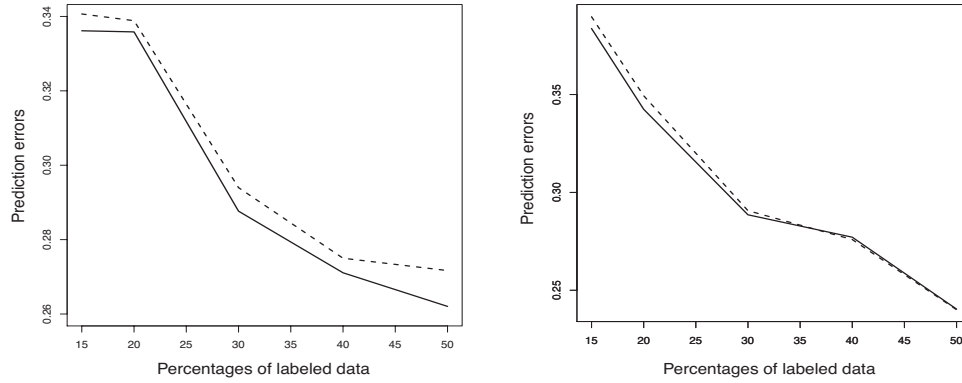 0.34
0.32
0.30
0.28
0.26
Prediction errors
15 20 25 30 35 40 45 50
Percentages of labeled data
0.35
0.30
0.25
Prediction errors
15 20 30 35 40 45 50
Percentages of labeled data